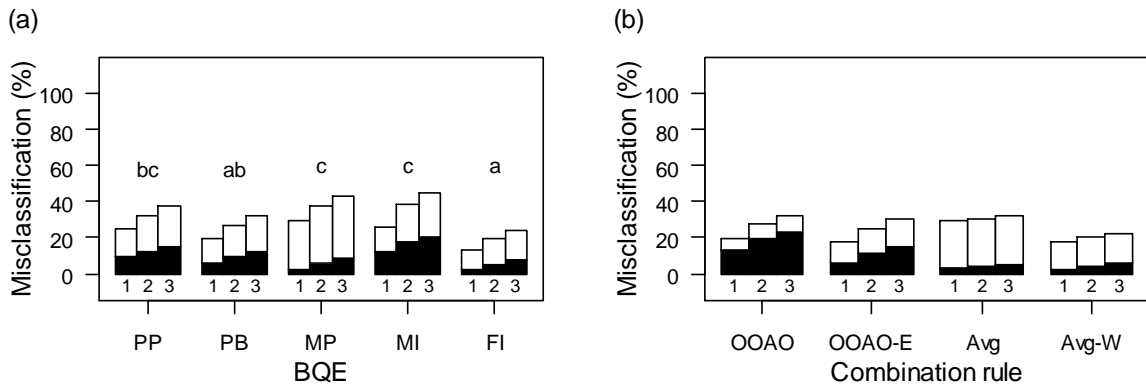 (a)
Misclassification (%)
100
80
60
40
20
0
bc ab c c a
1 2 3 1 2 3 1 2 3 1 2 3 1 2 3
PP PB MP MI FI
BQE
(b)
Misclassification (%)
100
80
60
40
20
0
1 2 3 1 2 3 1 2 3 1 2 3
OOAO OOAO-E Avg Avg-W
Combination rule